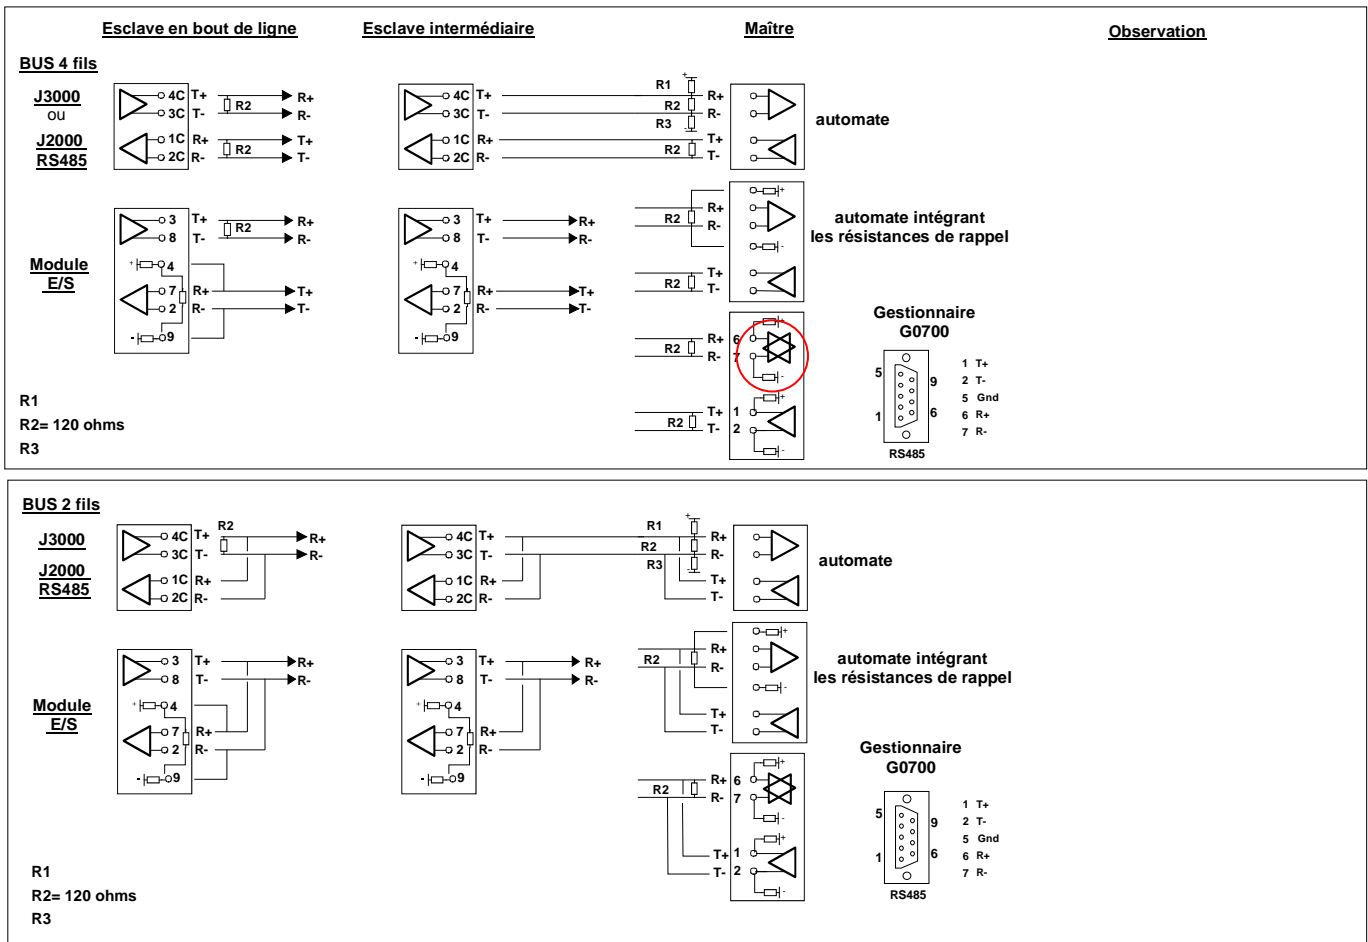 Esclave en bout de ligne Esclave intermédiaire Maître Observation
BUS 4 fils
J3000
ou
J2000
RS485
4C T+ R2 R+
3C T- R-
1C R+ R2 T+
2C R- T-
4C T+ R1 R+
3C T- R2 R-
R3
1C R+ T+
2C R- R2 T-
automate
Module
E/S
3 T+ R2 R+
8 T- R-
+ 4
7 R+ T+
2 R- T-
- 9
3 T+ R+
8 T- R-
+ 4
7 R+ T+
2 R- T-
- 9
+
R+
R2 R-
-
T+
R2 T-
automate intégrant
les résistances de rappel
+
R+ 6
R2 R- 7
-
+
T+ 1
R2 T- 2
-
Gestionnaire
G0700
5 9
1 6
RS485
1 T+
2 T-
5 Gnd
6 R+
7 R-
R1
R2= 120 ohms
R3
BUS 2 fils
J3000
J2000
RS485
4C T+ R2 R+
3C T- R-
1C R+
2C R-
4C T+ R1 + R+
3C T- R2 R-
R3 -
1C R+ T+
2C R- T-
automate
Module
E/S
3 T+ R+
8 T- R-
+ 4
7 R+
2 R-
- 9
3 T+ R+
8 T- R-
+ 4
7 R+
2 R-
- 9
+
R+
R2 R-
-
T+
T-
automate intégrant
les résistances de rappel
+
R+ 6
R2 R- 7
-
+
T+ 1
T- 2
-
Gestionnaire
G0700
5 9
1 6
RS485
1 T+
2 T-
5 Gnd
6 R+
7 R-
R1
R2= 120 ohms
R3